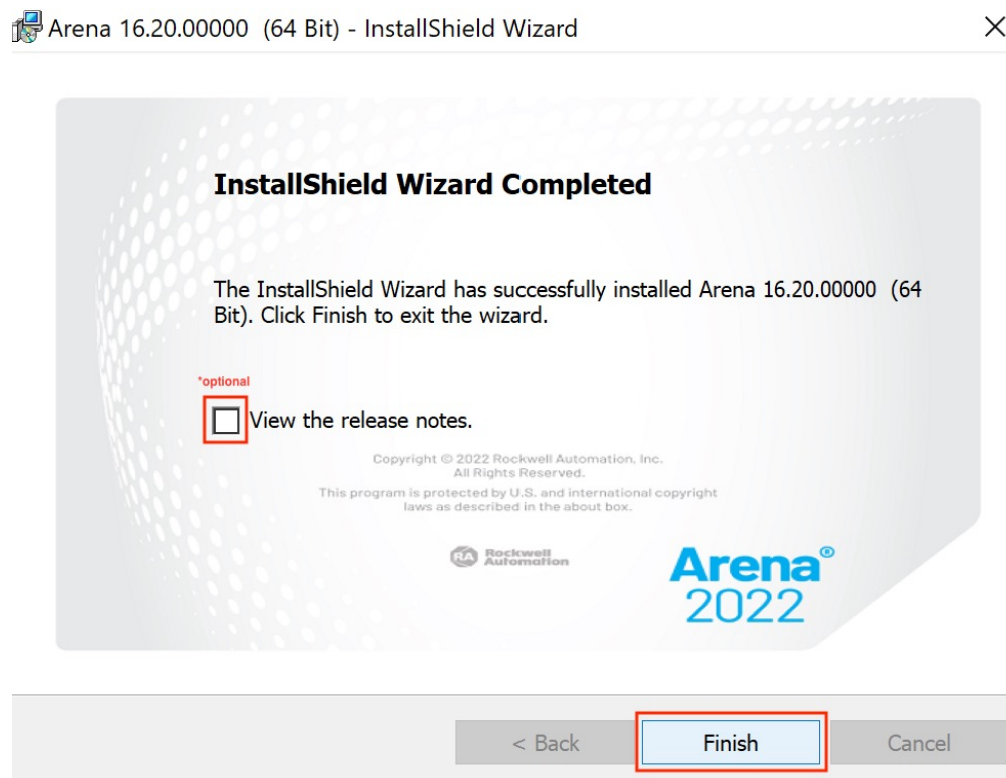 Arena 16.20.00000 (64 Bit) - InstallShield Wizard
InstallShield Wizard Completed
The InstallShield Wizard has successfully installed Arena 16.20.00000 (64
Bit). Click Finish to exit the wizard.
*optional
View the release notes.
Copyright © 2022 Rockwell Automation, Inc.
All Rights Reserved.
This program is protected by U.S. and international copyright
laws as described in the about box.
RA Rockwell
Automation
Arena®
2022
< Back Finish Cancel